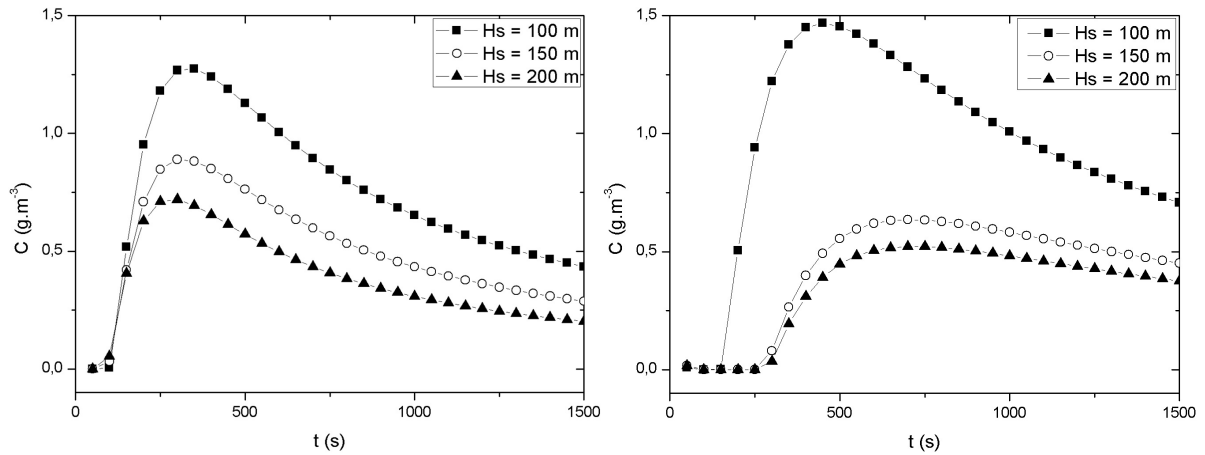 1,5
1,0
0,5
0,0
C (g.m-3)
0
500
1000
1500
t (s)
Hs = 100 m
Hs = 150 m
Hs = 200 m
1,5
1,0
0,5
0,0
C (g.m-3)
0
500
1000
1500
t (s)
Hs = 100 m
Hs = 150 m
Hs = 200 m